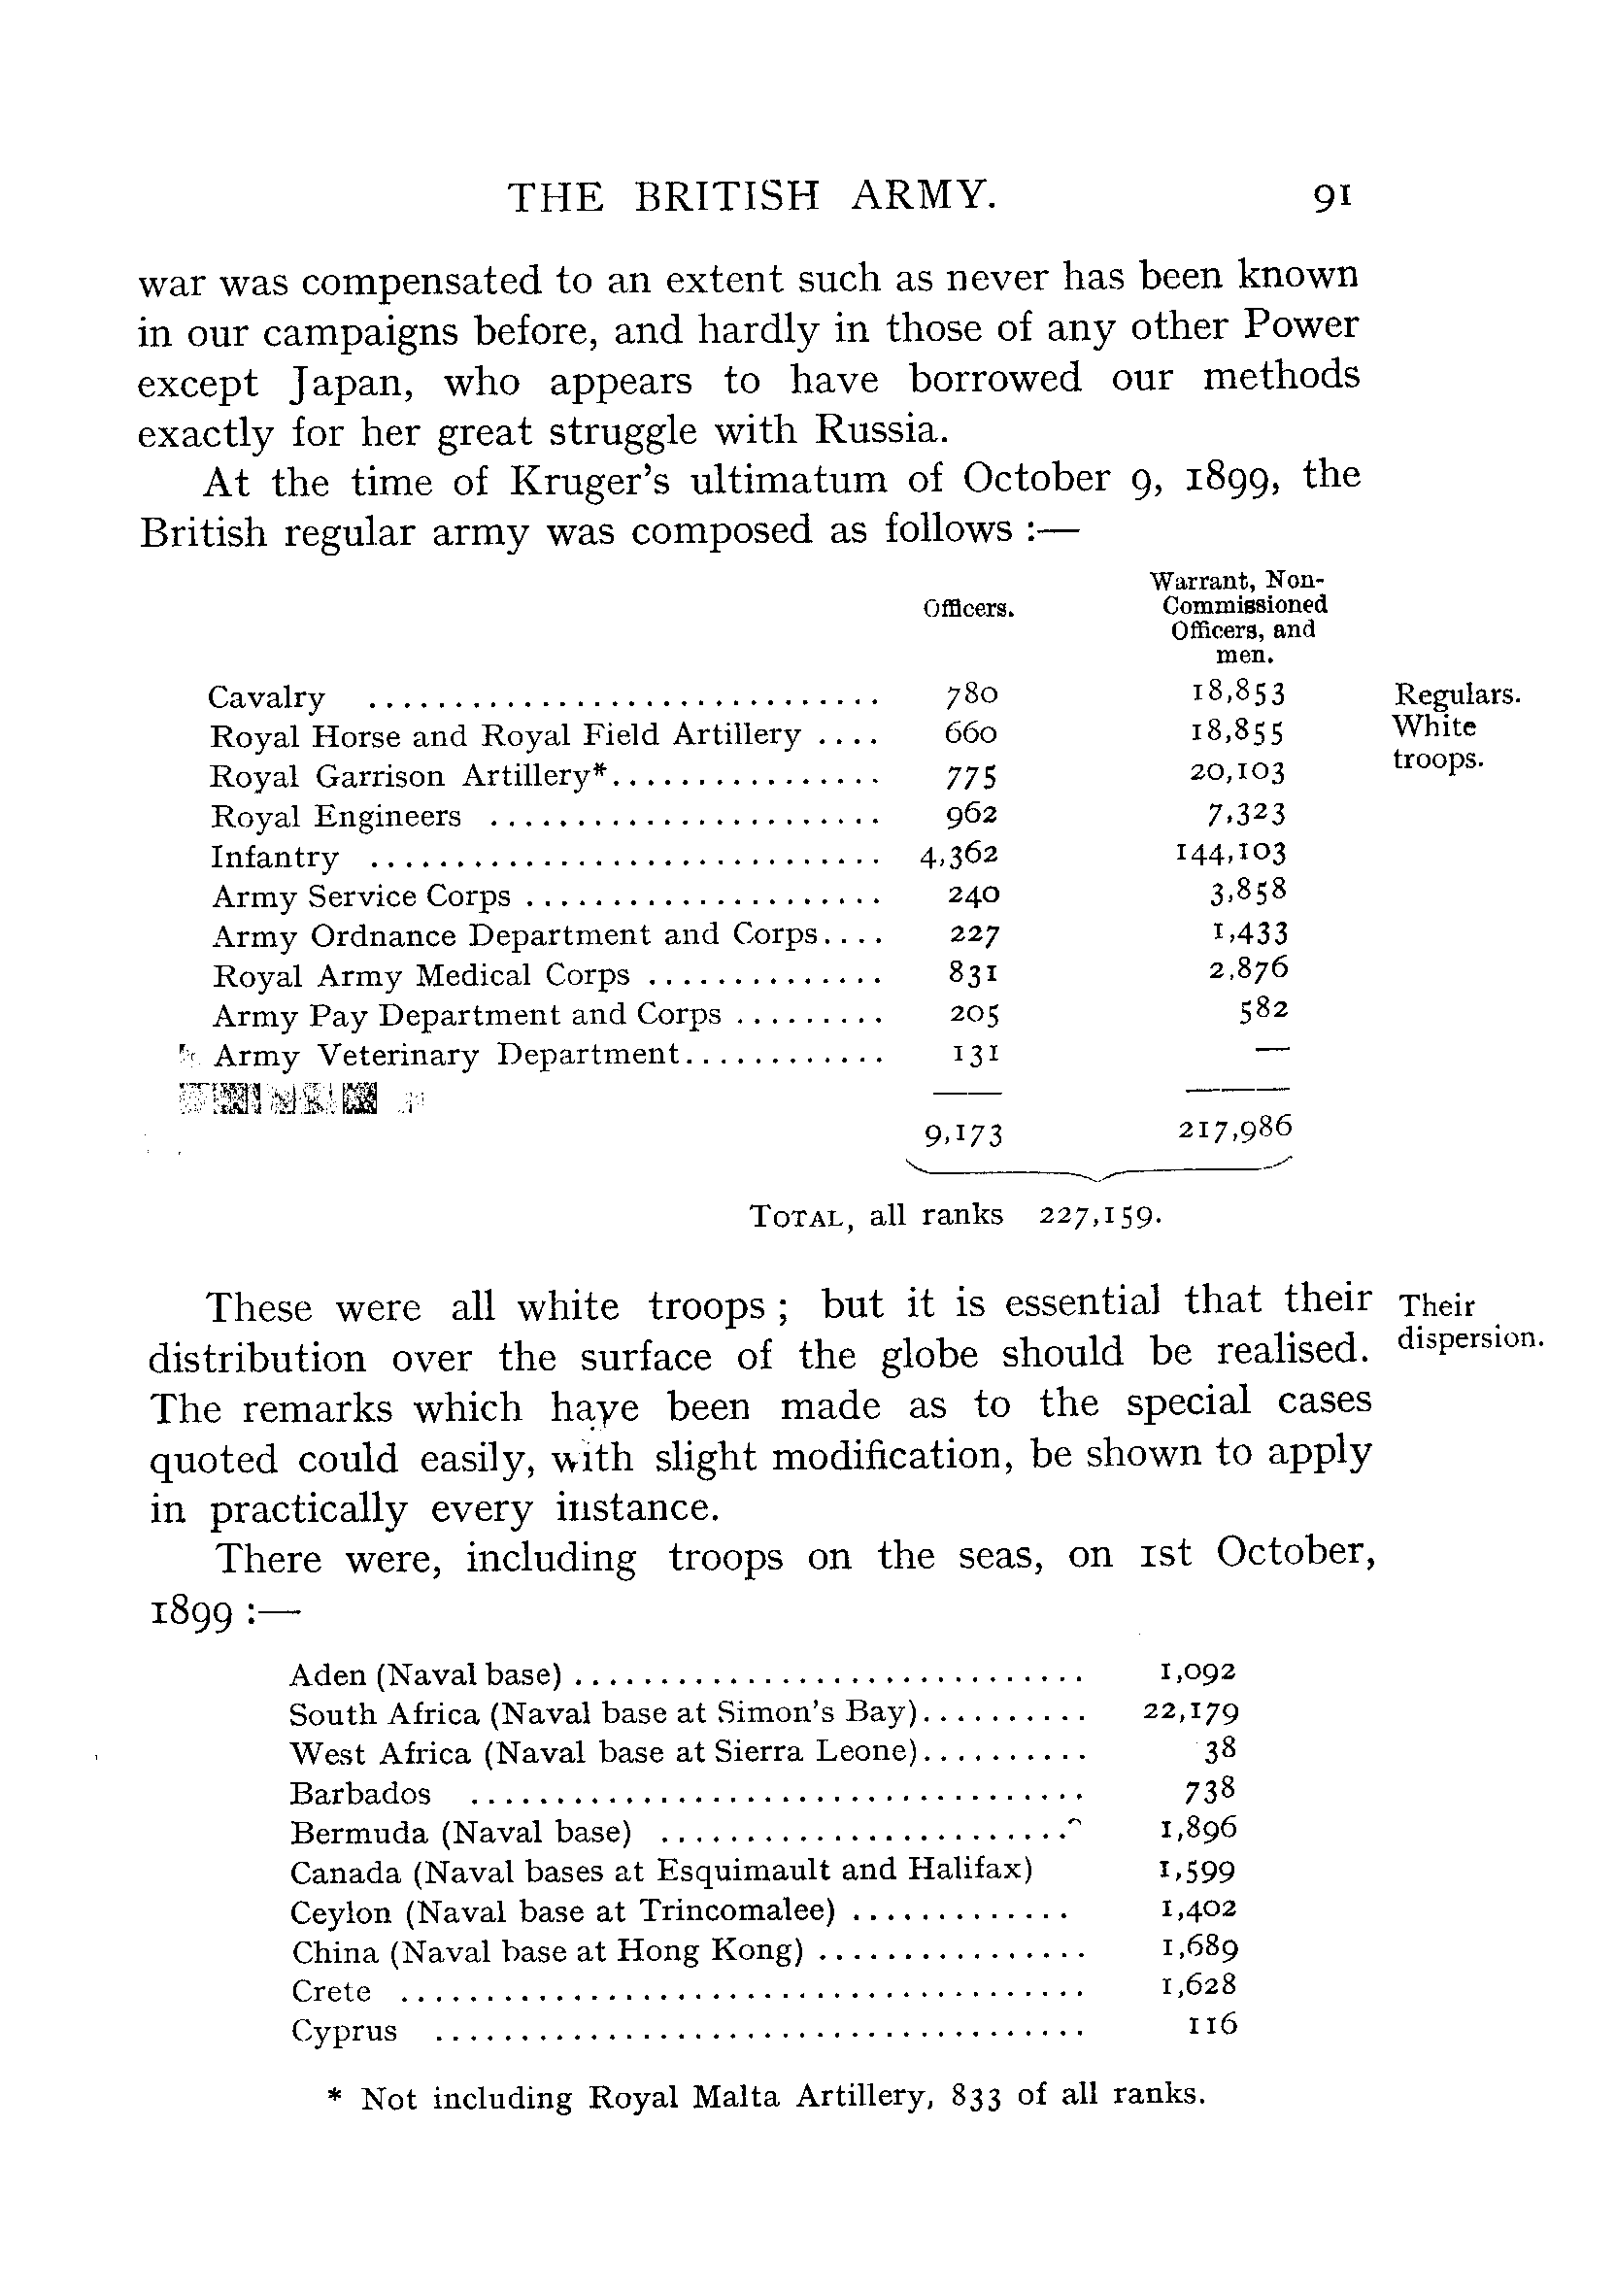 THE BRITISH ARMY. 91
war was compensated to an extent such as never has been known
in our campaigns before, and hardly in those of any other Power
except Japan, who appears to have borrowed our methods
exactly for her great struggle with Russia.
At the time of Kruger's ultimatum of October 9, 1899, the
British regular army was composed as follows :—
Officers. Warrant, Non-
Commissioned
Officers, and
men.
Cavalry .............................. 780 18,853
Royal Horse and Royal Field Artillery .... 660 18,855
Royal Garrison Artillery*................ 775 20,103
Royal Engineers ....................... 962 7,323
Infantry .............................. 4,362 144,103
Army Service Corps ..................... 240 3,858
Army Ordnance Department and Corps.... 227 1,433
Royal Army Medical Corps .............. 831 2,876
Army Pay Department and Corps ......... 205 582
Army Veterinary Department............ 131 —
9,173 217,986
TOTAL, all ranks 227,159.
Regulars.
White
troops.
These were all white troops ; but it is essential that their
distribution over the surface of the globe should be realised.
The remarks which have been made as to the special cases
quoted could easily, with slight modification, be shown to apply
in practically every instance.
Their
dispersion.
There were, including troops on the seas, on 1st October,
1899 :—
Aden (Naval base) .............................. 1,092
South Africa (Naval base at Simon's Bay).......... 22,179
West Africa (Naval base at Sierra Leone).......... 38
Barbados .................................... 738
Bermuda (Naval base) ........................ 1,896
Canada (Naval bases at Esquimault and Halifax) 1,599
Ceylon (Naval base at Trincomalee) ............. 1,402
China (Naval base at Hong Kong) ................ 1,689
Crete ........................................ 1,628
Cyprus ...................................... 116
* Not including Royal Malta Artillery, 833 of all ranks.